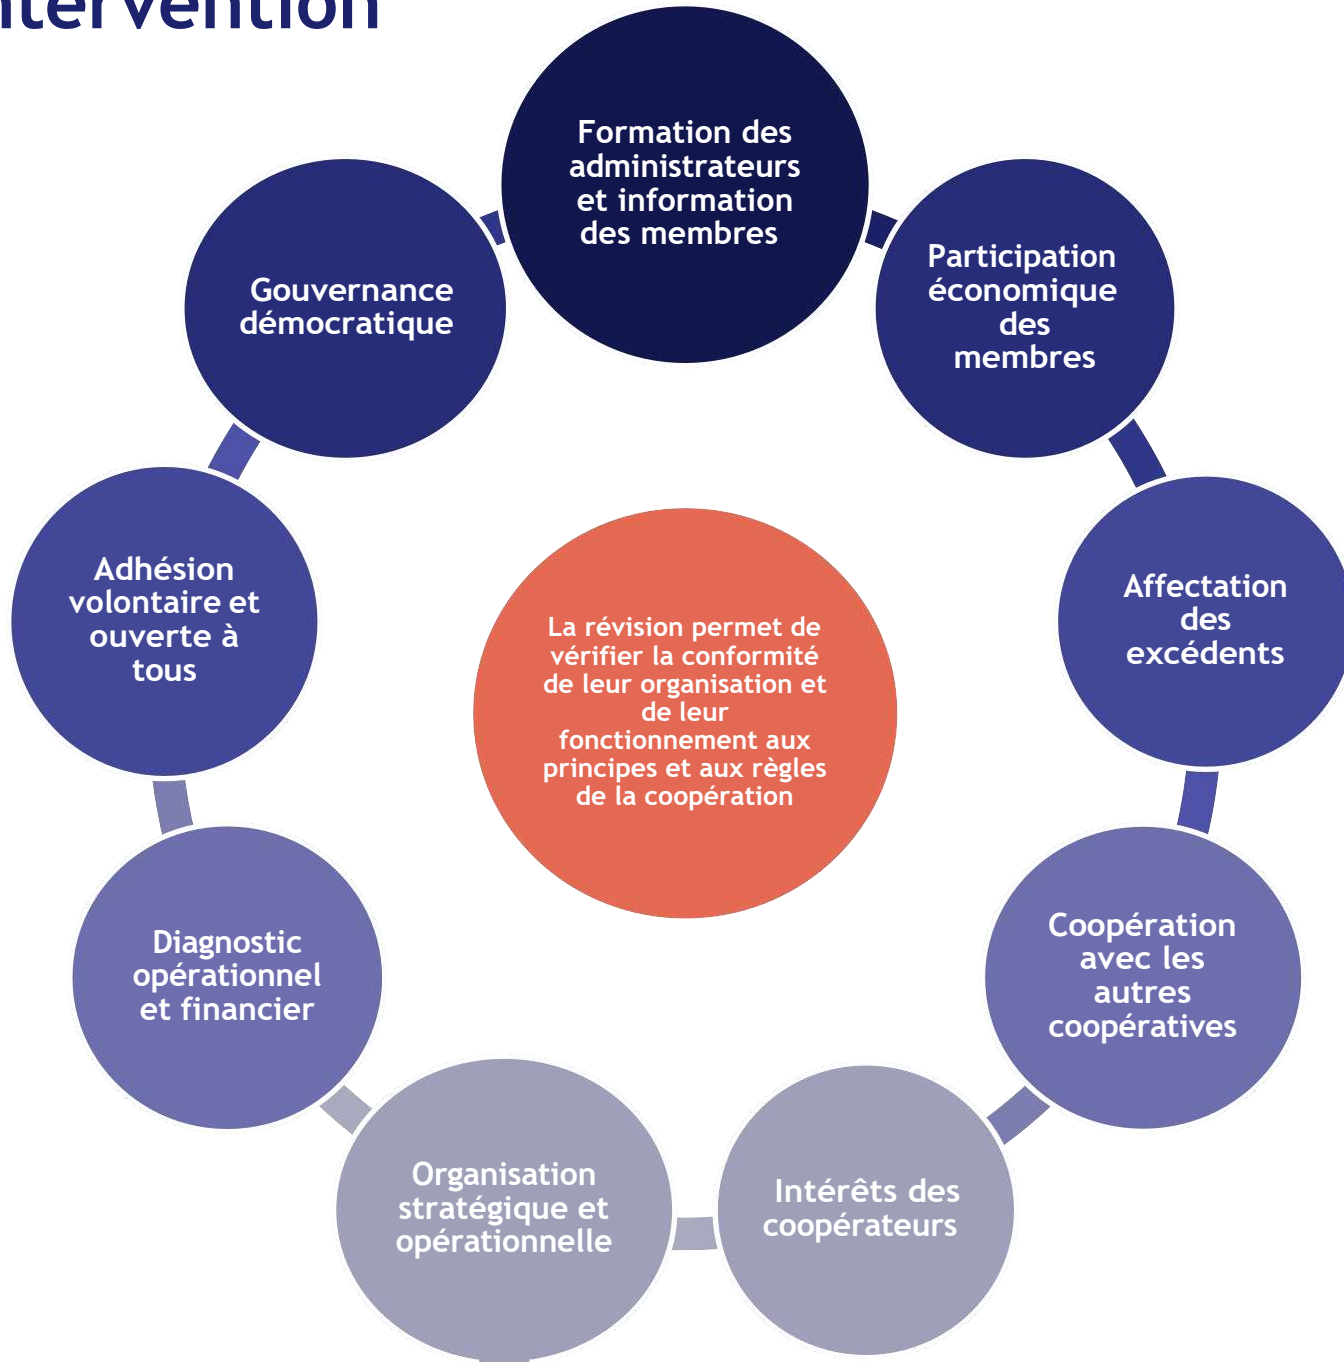 ntervention
Formation des
administrateurs
et information
des membres
Participation
économique
des
membres
Affectation
des
excédents
Coopération
avec les
autres
coopératives
Intérêts des
coopérateurs
Organisation
stratégique et
opérationnelle
Diagnostic
opérationnel
et financier
Adhésion
volontaire et
ouverte à
tous
Gouvernance
démocratique
La révision permet de
vérifier la conformité
de leur organisation et
de leur
fonctionnement aux
principes et aux règles
de la coopération